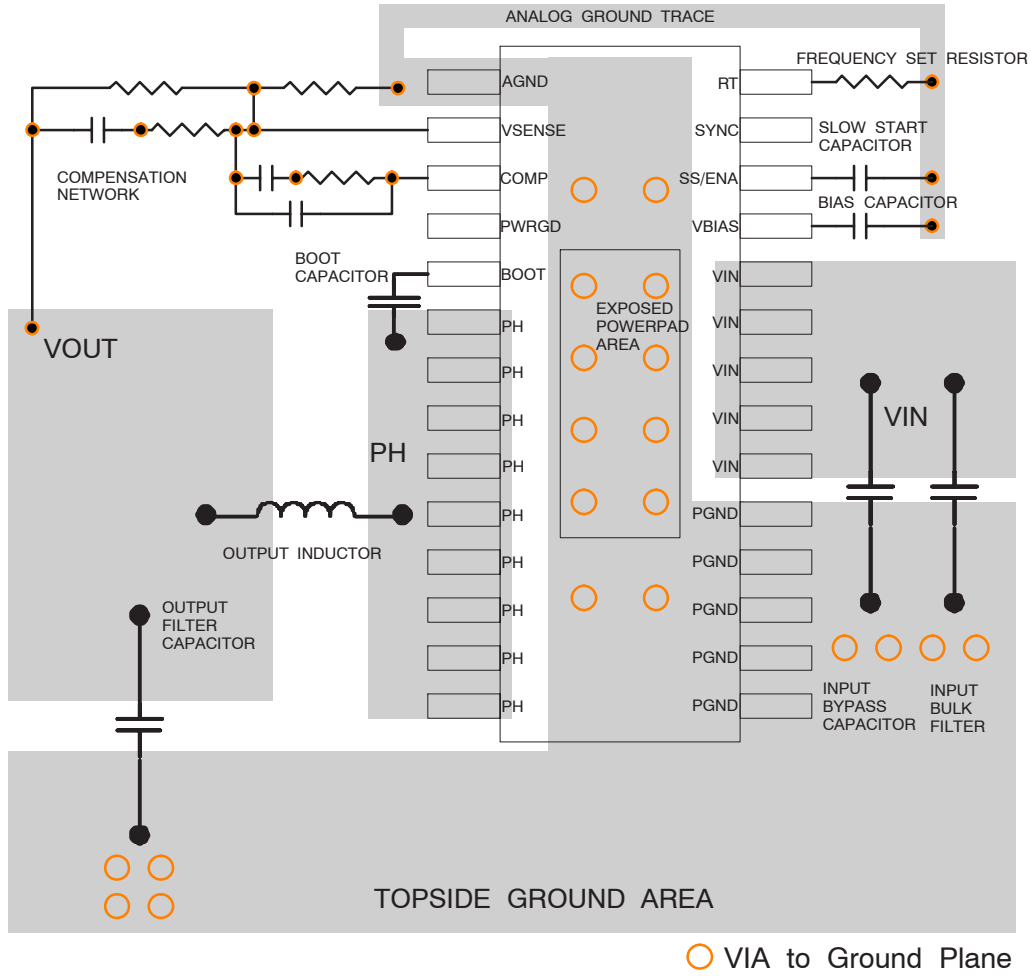 ANALOG GROUND TRACE
FREQUENCY SET RESISTOR
AGND
RT
VSENSE
SYNC
SLOW START
CAPACITOR
COMPENSATION
NETWORK
COMP
SS/ENA
BIAS CAPACITOR
PWRGD
VBIAS
BOOT
CAPACITOR
BOOT
VIN
EXPOSED
POWERPAD
AREA
PH
VIN
VOUT
PH
VIN
PH
VIN
VIN
PH
PH
VIN
PH
PGND
OUTPUT INDUCTOR
PH
PGND
OUTPUT
FILTER
CAPACITOR
PH
PGND
PH
PGND
PH
PGND
INPUT
BYPASS
CAPACITOR
INPUT
BULK
FILTER
TOPSIDE GROUND AREA
VIA to Ground Plane